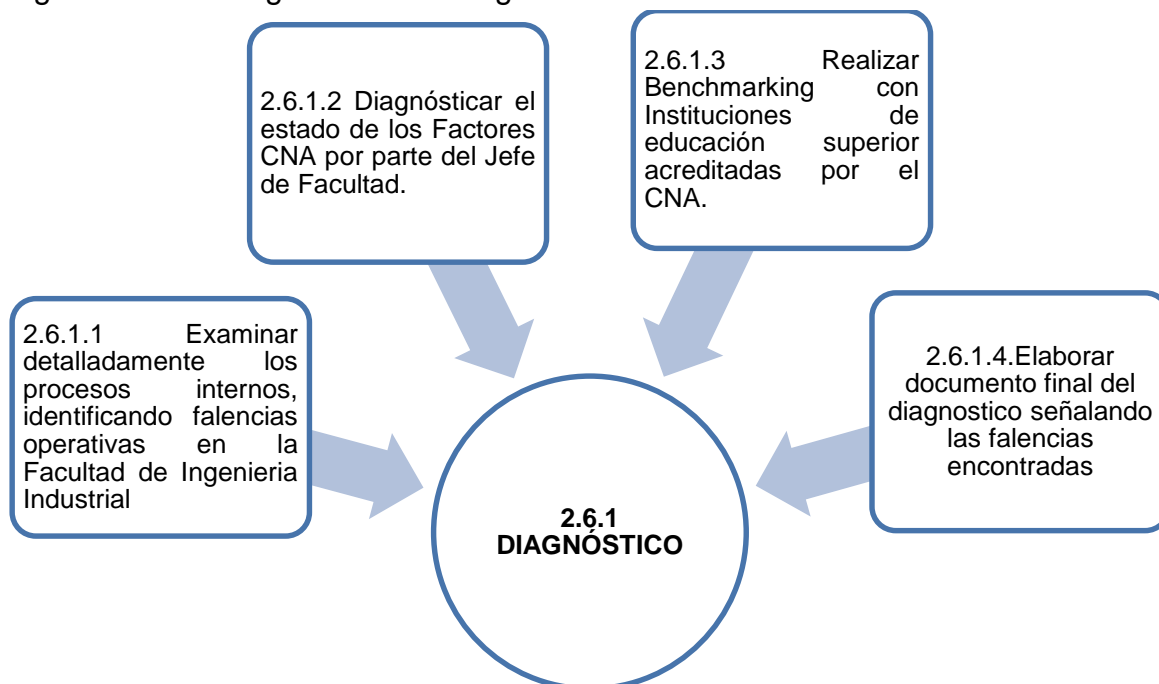 2.6.1.2 Diagnósticar el
estado de los Factores
CNA por parte del Jefe
de Facultad.
2.6.1.3 Realizar
Benchmarking con
Instituciones de
educación superior
acreditadas por el
CNA.
2.6.1.1 Examinar
detalladamente los
procesos internos,
identificando falencias
operativas en la
Facultad de Ingenieria
Industrial
2.6.1.4.Elaborar
documento final del
diagnostico señalando
las falencias
encontradas
2.6.1
DIAGNÓSTICO